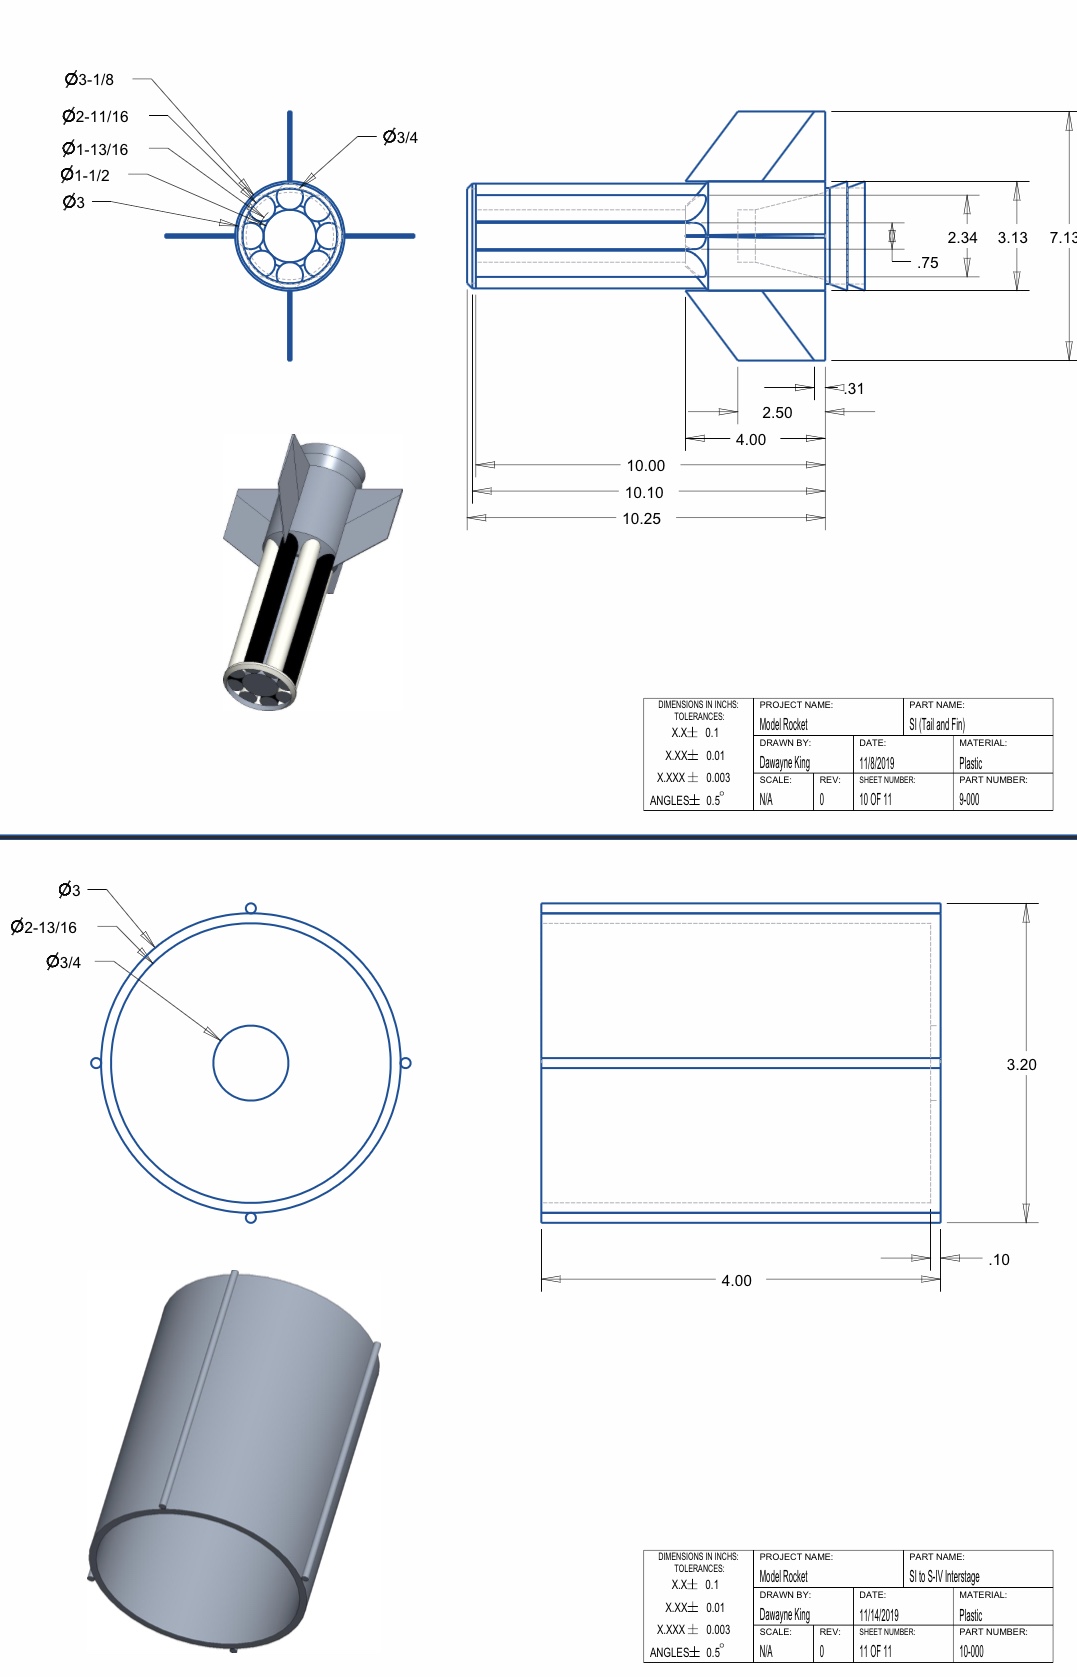 Ø3-1/8
Ø2-11/16
Ø1-13/16
Ø1-1/2
Ø3
Ø3/4
2.34
3.13
7.13
.75
.31
2.50
4.00
10.00
10.10
10.25
DIMENSIONS IN INCHS:
TOLERANCES:
X.X± 0.1
X.XX± 0.01
X.XXX ± 0.003
ANGLES± 0.5°
PROJECT NAME:
Model Rocket
PART NAME:
SI (Tail and Fin)
DRAWN BY:
Dawayne King
DATE:
11/8/2019
MATERIAL:
Plastic
SCALE:
N/A
REV:
0
SHEET NUMBER:
10 OF 11
PART NUMBER:
9-000
Ø3
Ø2-13/16
Ø3/4
3.20
.10
4.00
DIMENSIONS IN INCHS:
TOLERANCES:
X.X± 0.1
X.XX± 0.01
X.XXX ± 0.003
ANGLES± 0.5°
PROJECT NAME:
Model Rocket
PART NAME:
SI to S-IV Interstage
DRAWN BY:
Dawayne King
DATE:
11/14/2019
MATERIAL:
Plastic
SCALE:
N/A
REV:
0
SHEET NUMBER:
11 OF 11
PART NUMBER:
10-000